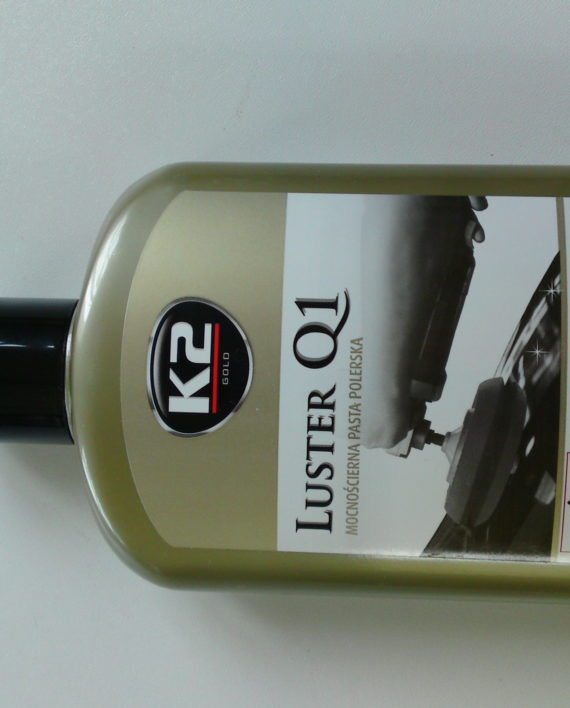 K2
GOLD
LUSTER Q1
MOCNOŚCIERNA PASTA POLERSKA